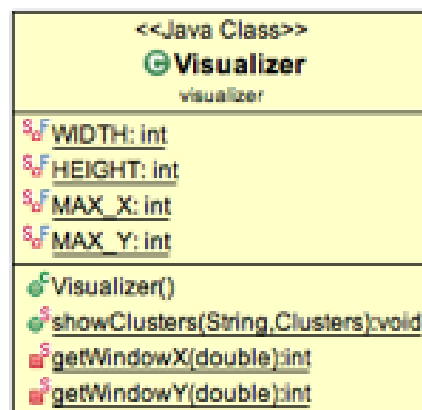 <<Java Class>>
Visualizer
visualizer
WIDTH: int
HEIGHT: int
MAX_X: int
MAX_Y: int
Visualizer()
showClusters(String,Clusters):void
getWindowX(double):int
getWindowY(double):int